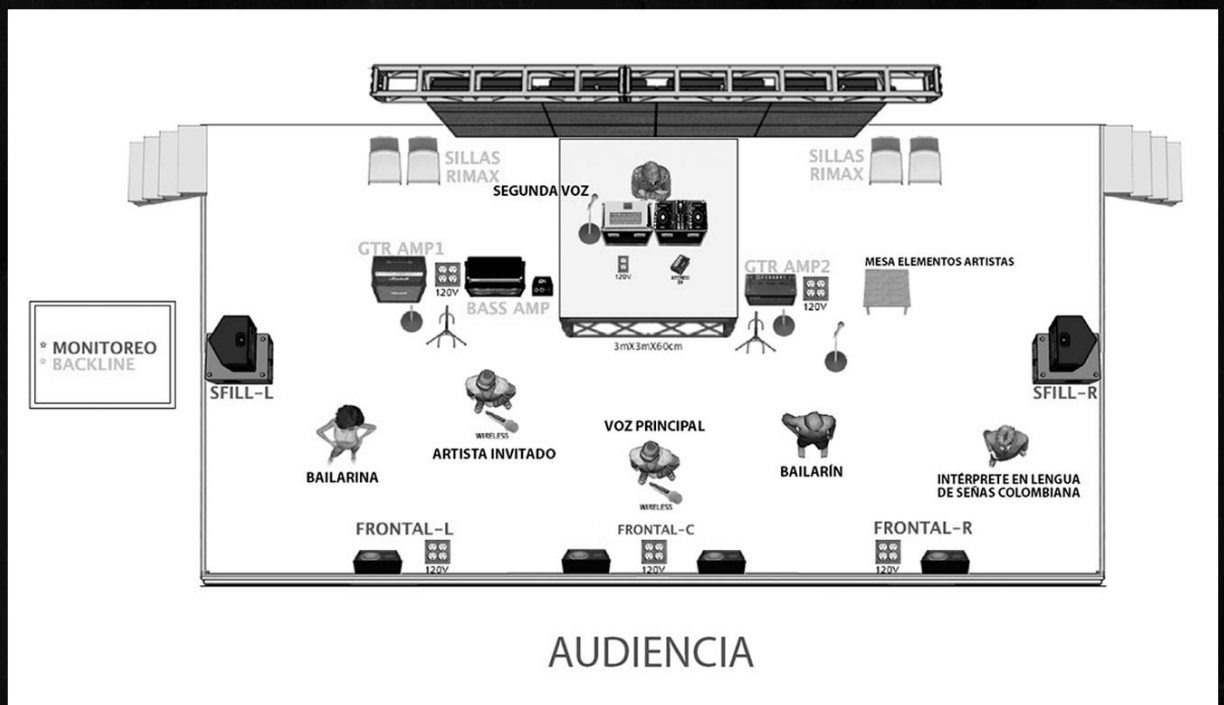 SILLAS
RIMAX
SILLAS
RIMAX
SEGUNDA VOZ
GTR AMP1
120V
BASS AMP
120V
GTR AMP2
120V
MESA ELEMENTOS ARTISTAS
3mX3mX60cm
* MONITOREO
* BACKLINE
SFILL-L
SFILL-R
WIRELESS
ARTISTA INVITADO
VOZ PRINCIPAL
WIRELESS
BAILARINA
BAILARÍN
INTÉRPRETE EN LENGUA
DE SEÑAS COLOMBIANA
FRONTAL-L
120V
FRONTAL-C
120V
FRONTAL-R
120V
AUDIENCIA